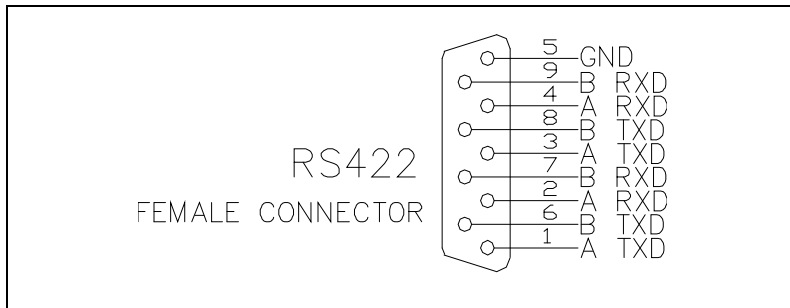 5 GND
9 B RXD
4 A RXD
8 B TXD
3 A TXD
7 B RXD
2 A RXD
6 B TXD
1 A TXD
RS422
FEMALE CONNECTOR